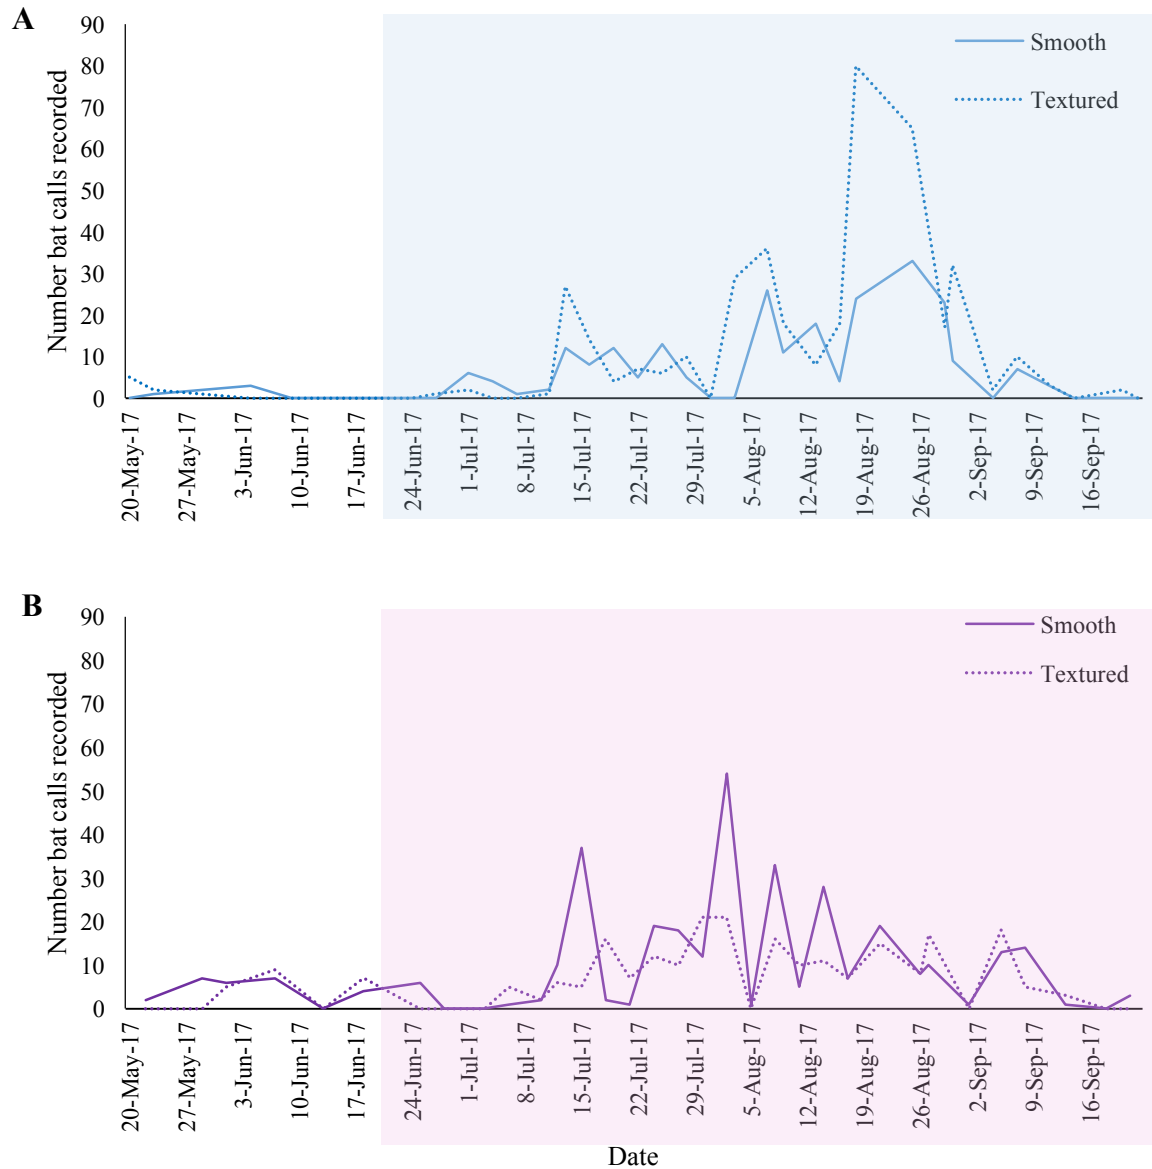 A
Number bat calls recorded
90
80
70
60
50
40
30
20
10
0
Smooth
Textured
20-May-17
27-May-17
3-Jun-17
10-Jun-17
17-Jun-17
24-Jun-17
1-Jul-17
8-Jul-17
15-Jul-17
22-Jul-17
29-Jul-17
5-Aug-17
12-Aug-17
19-Aug-17
26-Aug-17
2-Sep-17
9-Sep-17
16-Sep-17
B
Number bat calls recorded
90
80
70
60
50
40
30
20
10
0
Smooth
Textured
20-May-17
27-May-17
3-Jun-17
10-Jun-17
17-Jun-17
24-Jun-17
1-Jul-17
8-Jul-17
15-Jul-17
22-Jul-17
29-Jul-17
5-Aug-17
12-Aug-17
19-Aug-17
26-Aug-17
2-Sep-17
9-Sep-17
16-Sep-17
Date